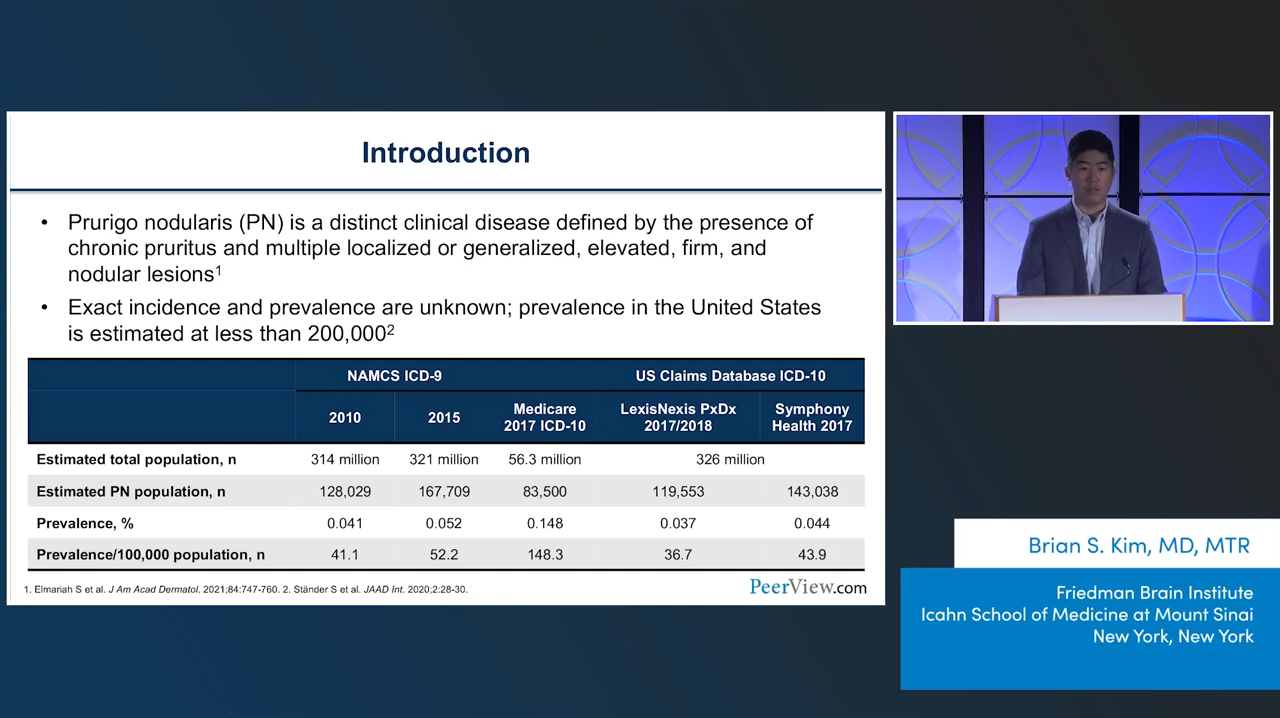 Introduction
• Prurigo nodularis (PN) is a distinct clinical disease defined by the presence of
chronic pruritus and multiple localized or generalized, elevated, firm, and
nodular lesions1
• Exact incidence and prevalence are unknown; prevalence in the United States
is estimated at less than 200,0002
NAMCS ICD-9 US Claims Database ICD-10
2010 2015 Medicare 2017 ICD-10 LexisNexis PxDx 2017/2018 Symphony Health 2017
Estimated total population, n 314 million 321 million 56.3 million 326 million
Estimated PN population, n 128,029 167,709 83,500 119,553 143,038
Prevalence, % 0.041 0.052 0.148 0.037 0.044
Prevalence/100,000 population, n 41.1 52.2 148.3 36.7 43.9
1. Elmariah S et al. J Am Acad Dermatol. 2021;84:747-760. 2. Ständer S et al. JAAD Int. 2020;2:28-30.
PeerView.com
Brian S. Kim, MD, MTR
Friedman Brain Institute
Icahn School of Medicine at Mount Sinai
New York, New York